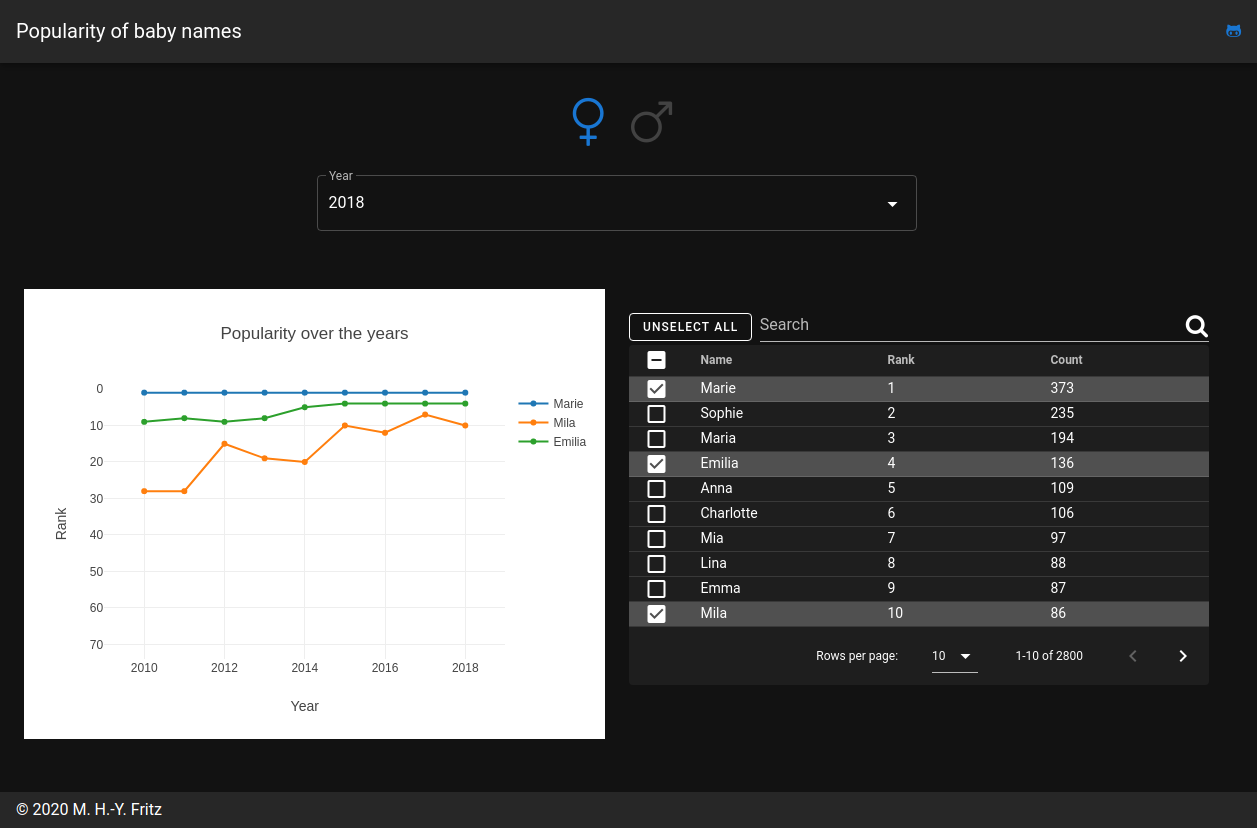 Popularity of baby names
Year
2018
Popularity over the years
0
10
20
30
40
50
60
70
Rank
2010 2012 2014 2016 2018
Year
Marie
Mila
Emilia
UNSELECT ALL Search
Name Rank Count
Marie 1 373
Sophie 2 235
Maria 3 194
Emilia 4 136
Anna 5 109
Charlotte 6 106
Mia 7 97
Lina 8 88
Emma 9 87
Mila 10 86
Rows per page: 10 1-10 of 2800
© 2020 M. H.-Y. Fritz